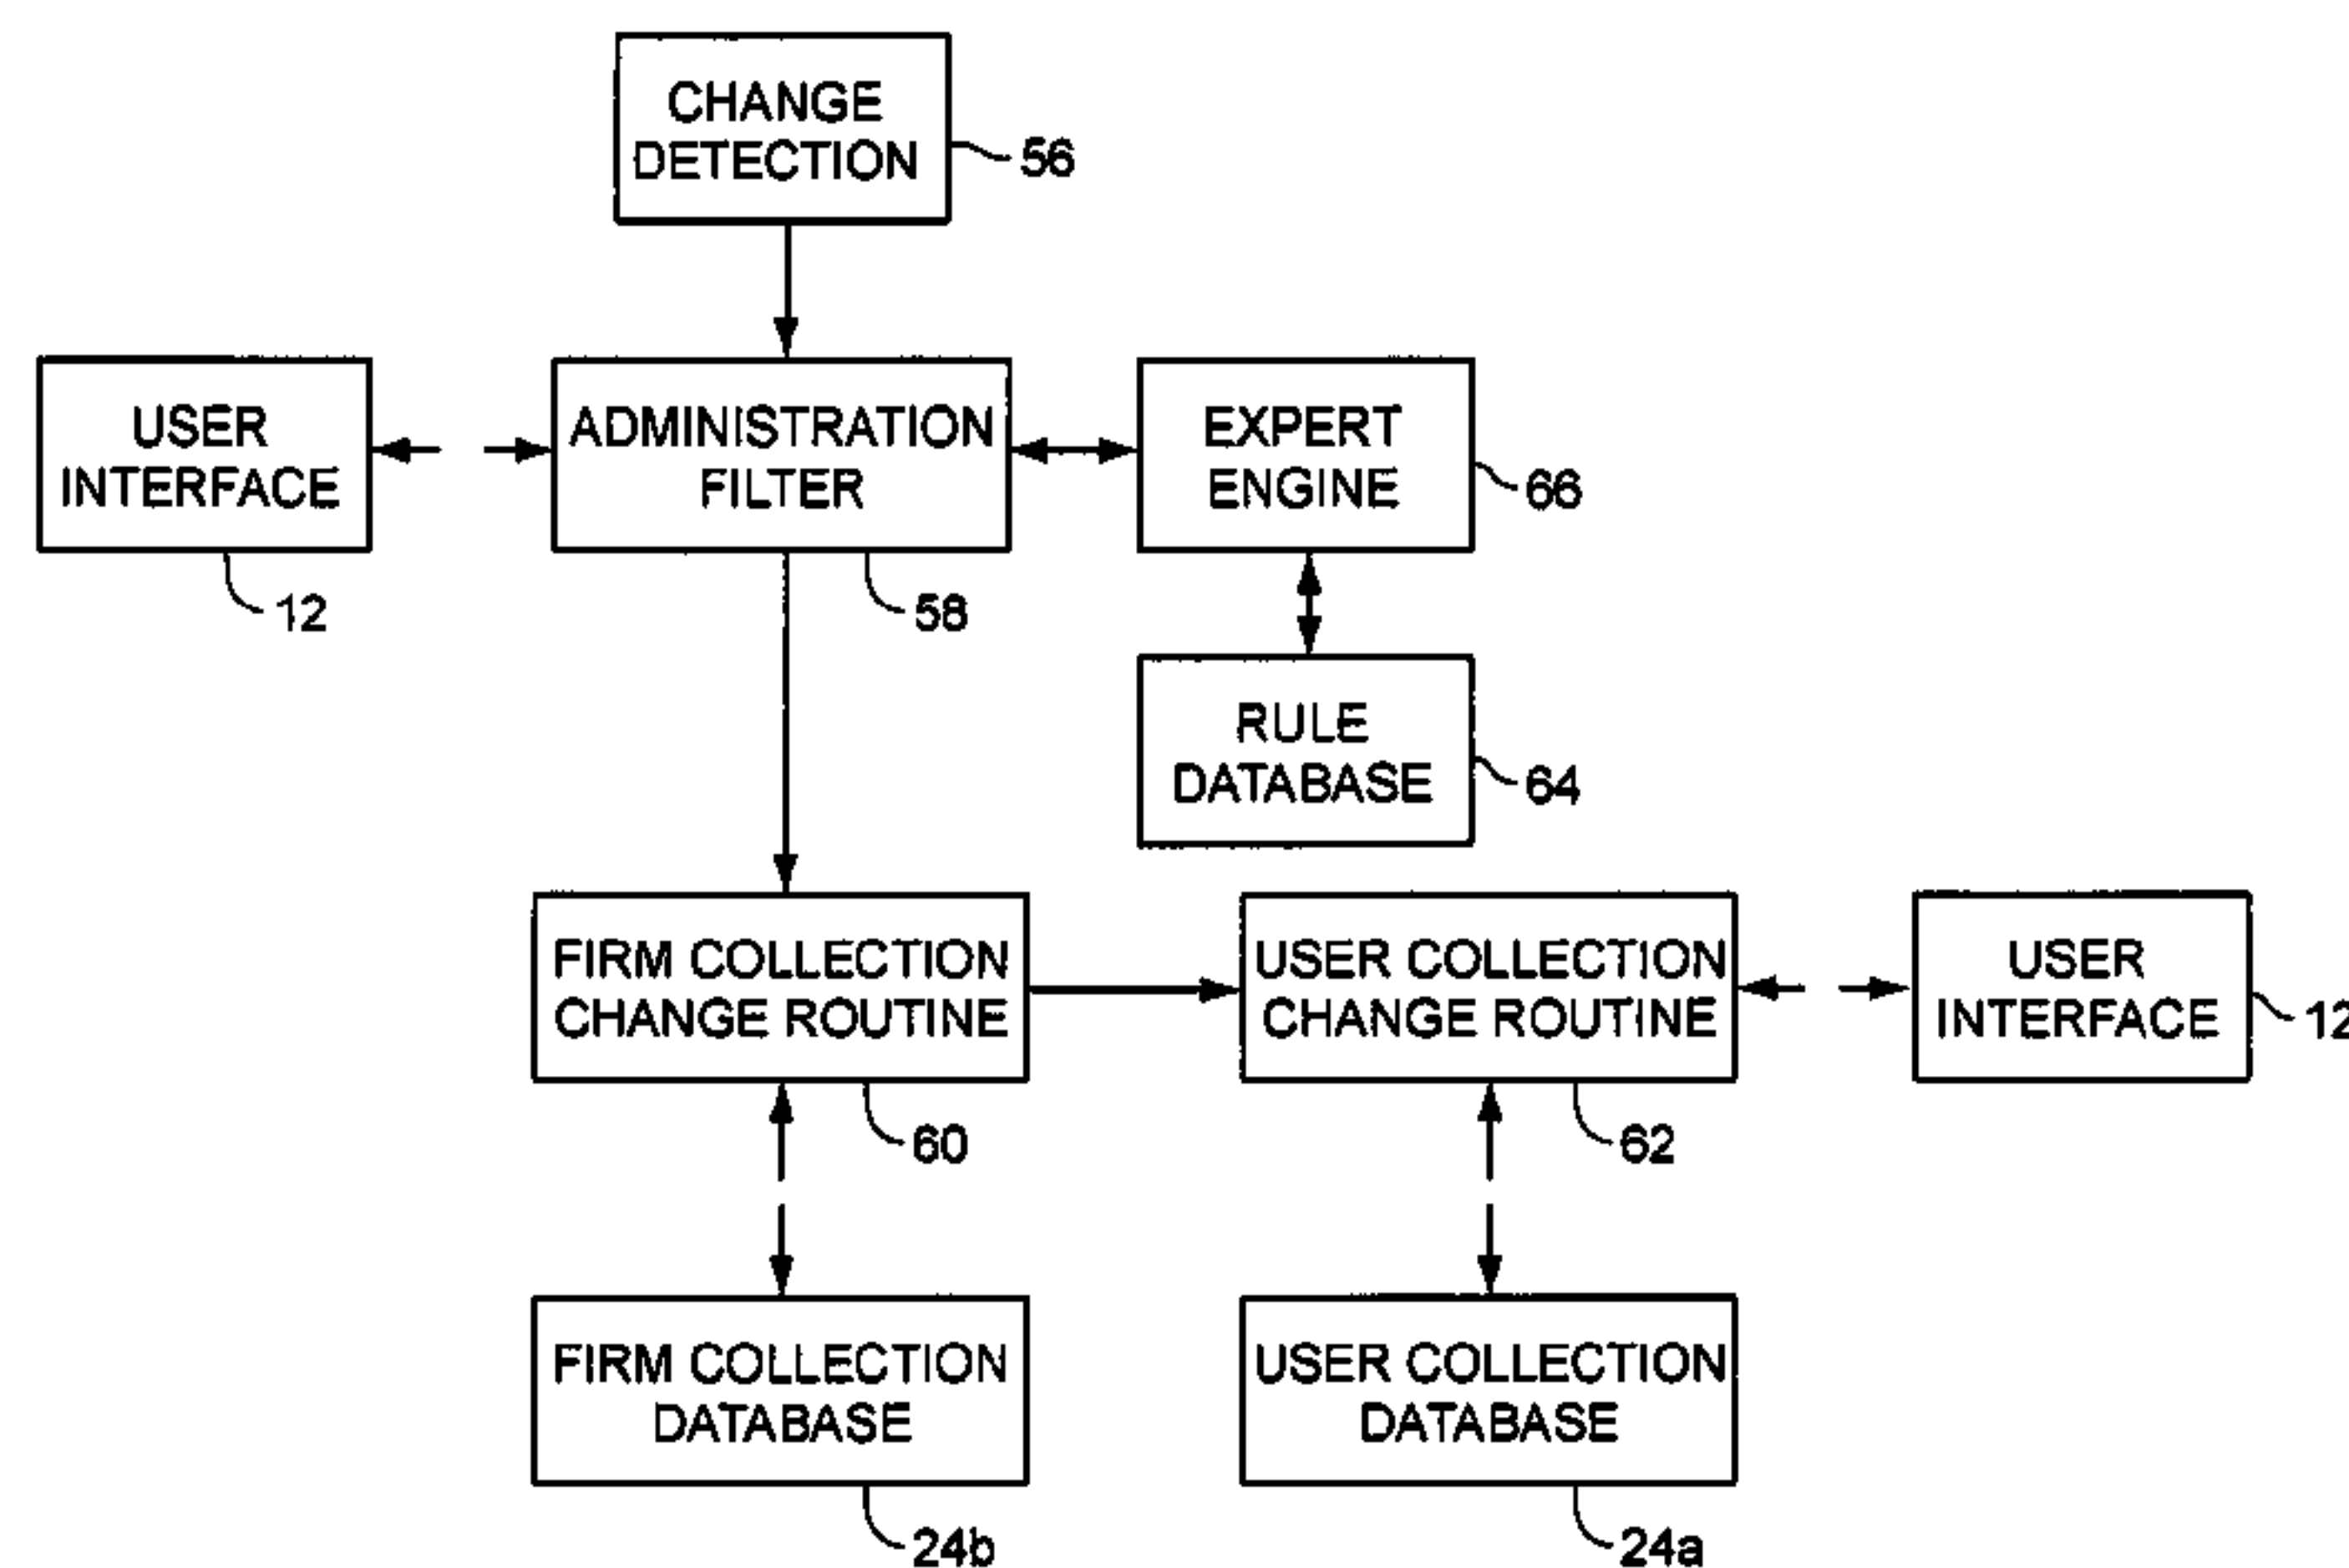 CHANGE
DETECTION
56
USER
INTERFACE
12
ADMINISTRATION
FILTER
58
EXPERT
ENGINE
66
RULE
DATABASE
64
FIRM COLLECTION
CHANGE ROUTINE
60
USER COLLECTION
CHANGE ROUTINE
62
USER
INTERFACE
12
FIRM COLLECTION
DATABASE
24b
USER COLLECTION
DATABASE
24a